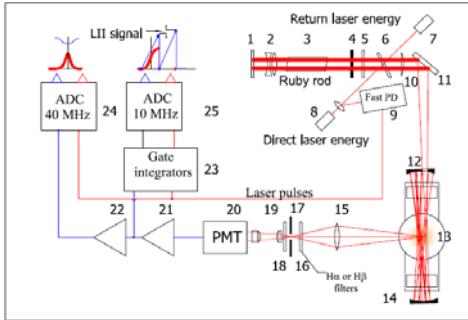 Return laser energy
LII signal
1 2 3 4 5 6 7
Ruby rod
10 11
ADC
40 MHz
24
ADC
10 MHz
25
Fast PD
9
8
Direct laser energy
Gate
integrators
23
Laser pulses
12
22 21 20 19 17 15
PMT
13
18 16
Hα or Hβ
filters
14